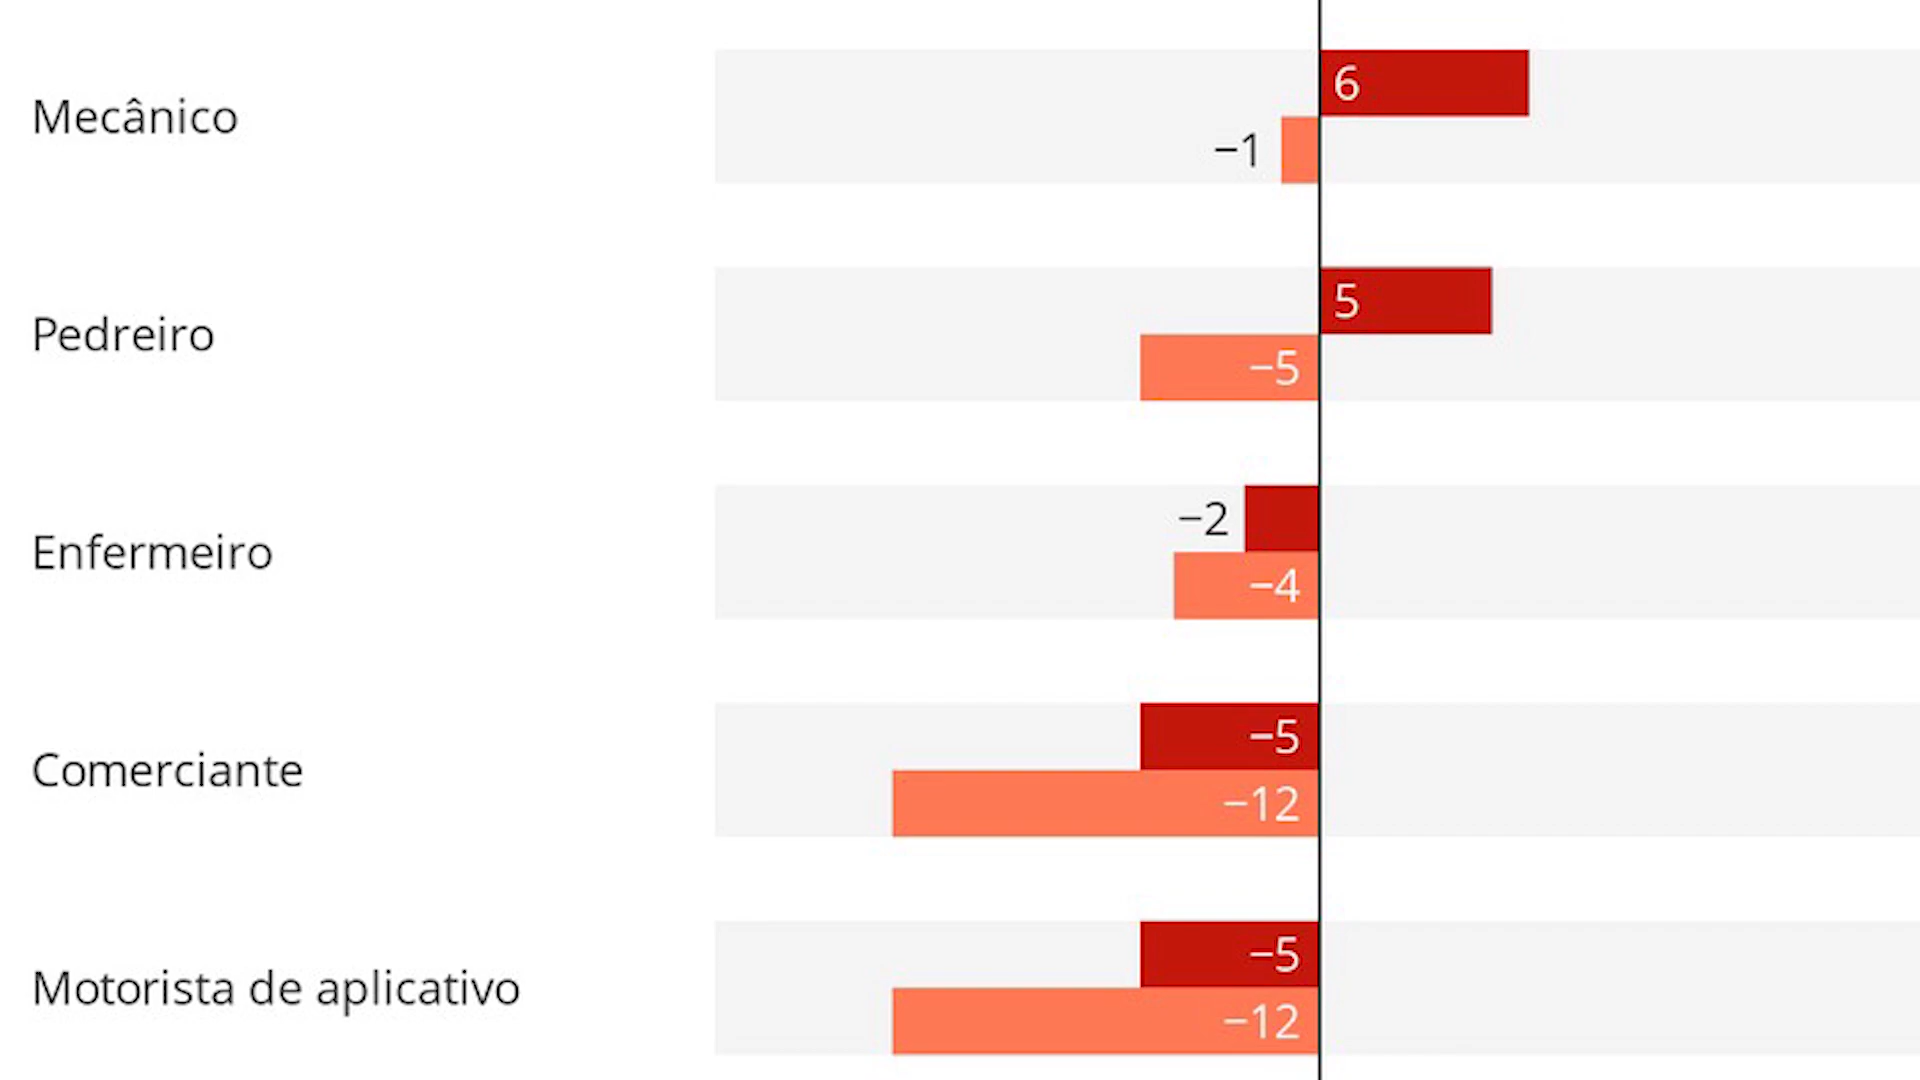 Mecânico
6
−1
Pedreiro
5
−5
Enfermeiro
−2
−4
Comerciante
−5
−12
Motorista de aplicativo
−5
−12